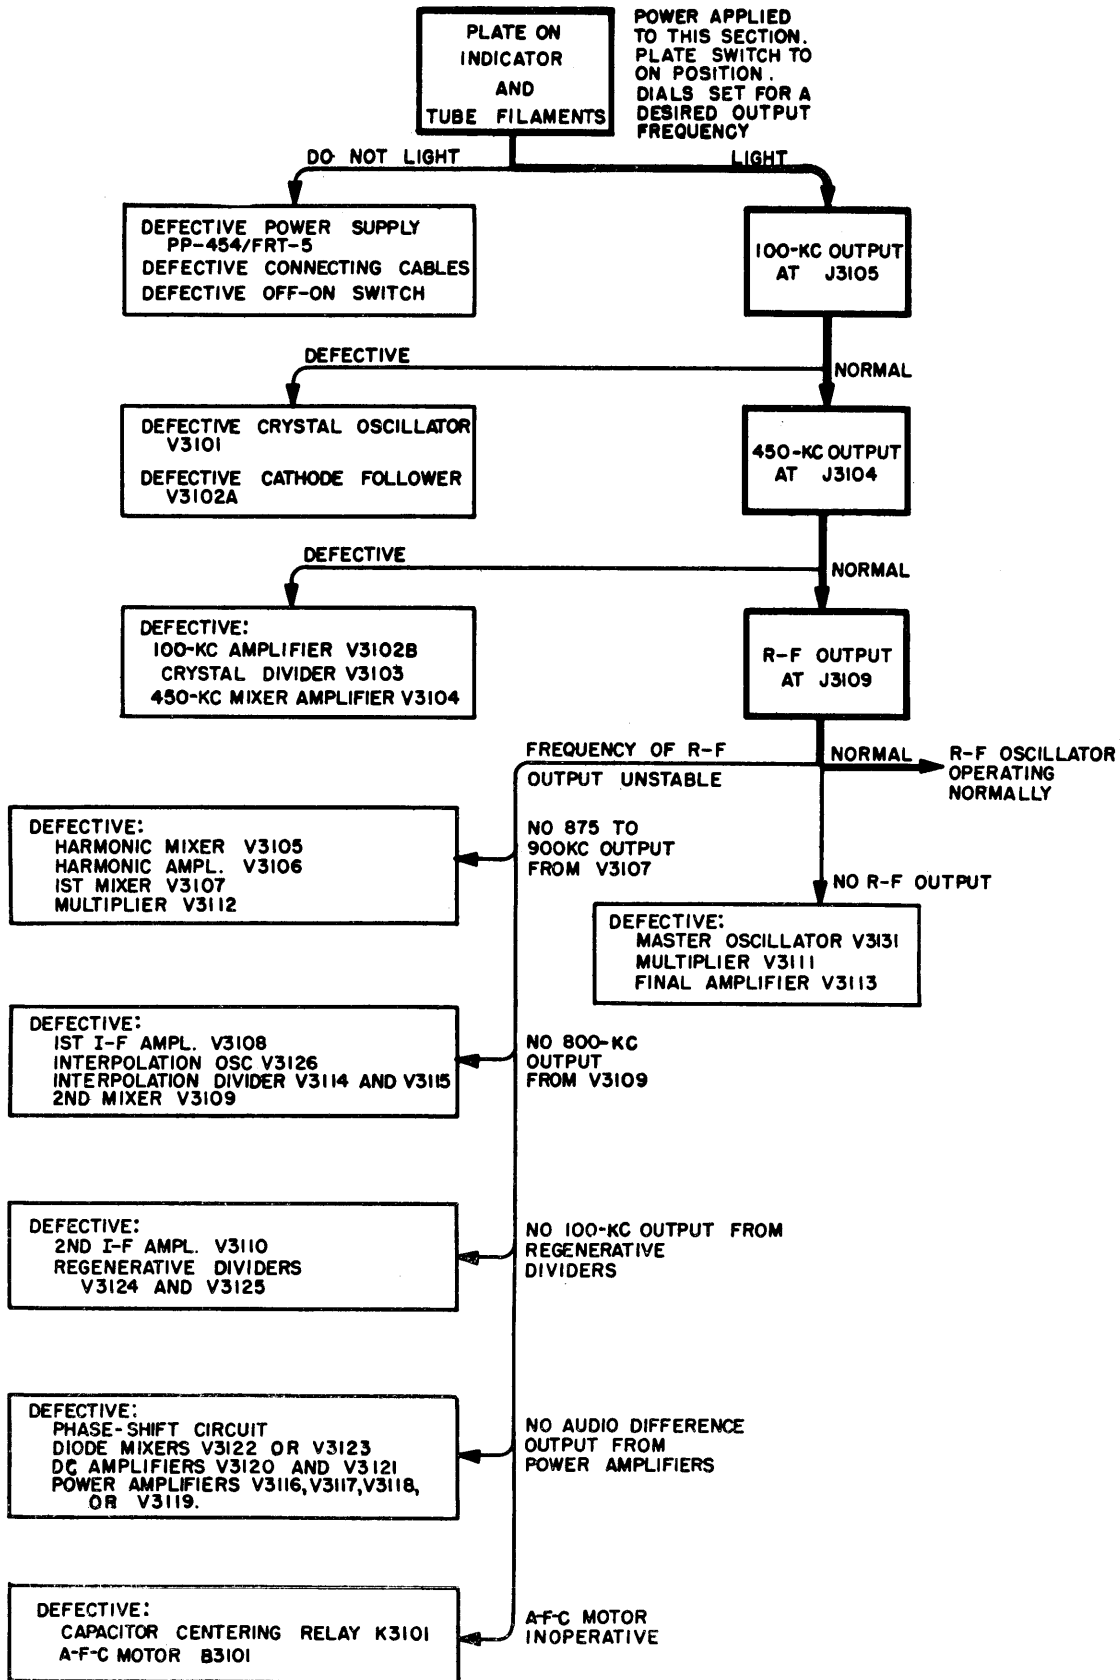 PLATE ON
INDICATOR
AND
TUBE FILAMENTS
POWER APPLIED
TO THIS SECTION.
PLATE SWITCH TO
ON POSITION.
DIALS SET FOR A
DESIRED OUTPUT
FREQUENCY
DO NOT LIGHT
LIGHT
DEFECTIVE POWER SUPPLY
PP-454/FRT-5
DEFECTIVE CONNECTING CABLES
DEFECTIVE OFF-ON SWITCH
100-KC OUTPUT
AT J3105
DEFECTIVE
NORMAL
DEFECTIVE CRYSTAL OSCILLATOR
V3101
DEFECTIVE CATHODE FOLLOWER
V3102A
450-KC OUTPUT
AT J3104
DEFECTIVE
NORMAL
DEFECTIVE:
100-KC AMPLIFIER V3102B
CRYSTAL DIVIDER V3103
450-KC MIXER AMPLIFIER V3104
R-F OUTPUT
AT J3109
FREQUENCY OF R-F
OUTPUT UNSTABLE
NORMAL
R-F OSCILLATOR
OPERATING
NORMALLY
DEFECTIVE:
HARMONIC MIXER V3105
HARMONIC AMPL. V3106
1ST MIXER V3107
MULTIPLIER V3112
NO 875 TO
900KC OUTPUT
FROM V3107
NO R-F OUTPUT
DEFECTIVE:
MASTER OSCILLATOR V3131
MULTIPLIER V3111
FINAL AMPLIFIER V3113
DEFECTIVE:
1ST I-F AMPL. V3108
INTERPOLATION OSC V3126
INTERPOLATION DIVIDER V3114 AND V3115
2ND MIXER V3109
NO 800-KC
OUTPUT
FROM V3109
DEFECTIVE:
2ND I-F AMPL. V3110
REGENERATIVE DIVIDERS
V3124 AND V3125
NO 100-KC OUTPUT FROM
REGENERATIVE
DIVIDERS
DEFECTIVE:
PHASE-SHIFT CIRCUIT
DIODE MIXERS V3122 OR V3123
DC AMPLIFIERS V3120 AND V3121
POWER AMPLIFIERS V3116,V3117,V3118,
OR V3119.
NO AUDIO DIFFERENCE
OUTPUT FROM
POWER AMPLIFIERS
DEFECTIVE:
CAPACITOR CENTERING RELAY K3101
A-F-C MOTOR B3101
A-F-C MOTOR
INOPERATIVE